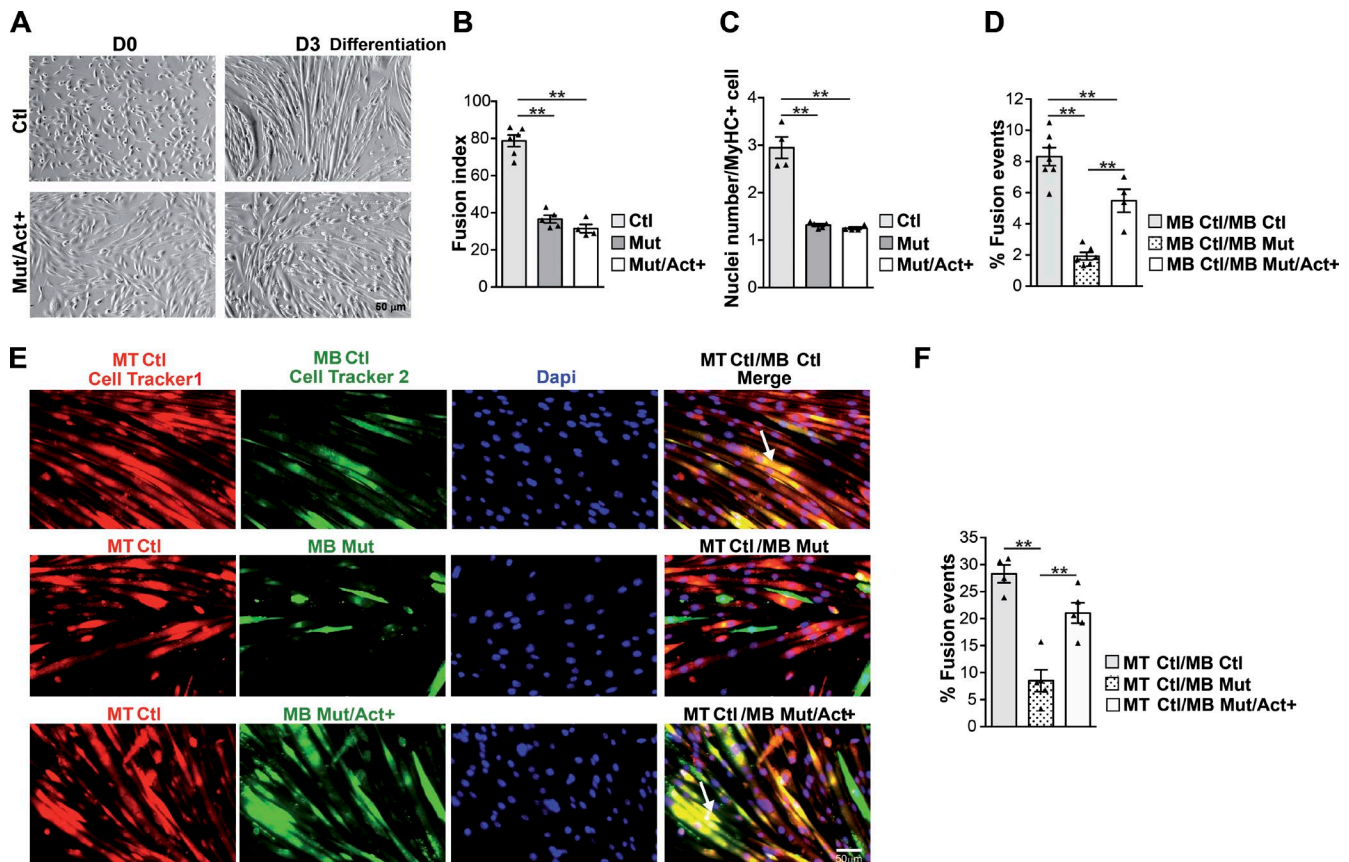 A
D0
D3 Differentiation
Ctl
Mut/Act+
50 µm
B
Fusion index
100
80
60
40
20
0
**
**
Ctl
Mut
Mut/Act+
C
Nuclei number/MyHC+ cell
4
3
2
1
0
**
**
Ctl
Mut
Mut/Act+
D
% Fusion events
12
10
8
6
4
2
0
**
**
**
MB Ctl/MB Ctl
MB Ctl/MB Mut
MB Ctl/MB Mut/Act+
E
MT Ctl
Cell Tracker1
MB Ctl
Cell Tracker 2
Dapi
MT Ctl/MB Ctl
Merge
MT Ctl
MB Mut
MT Ctl/MB Mut
MT Ctl
MB Mut/Act+
MT Ctl/MB Mut/Act+
50µm
F
% Fusion events
35
30
25
20
15
10
5
0
**
**
MT Ctl/MB Ctl
MT Ctl/MB Mut
MT Ctl/MB Mut/Act+